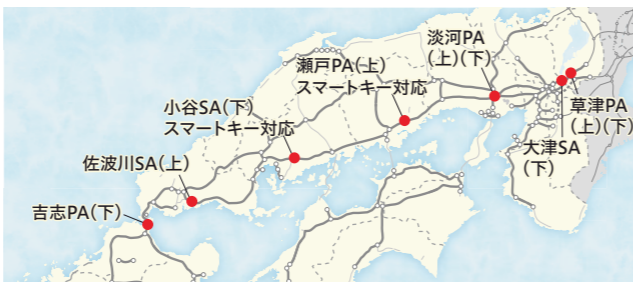 淡河PA
(上)(下)
瀬戸PA(上)
スマートキー対応
小谷SA(下)
スマートキー対応
草津PA
(上)(下)
大津SA
(下)
佐波川SA(上)
吉志PA(下)